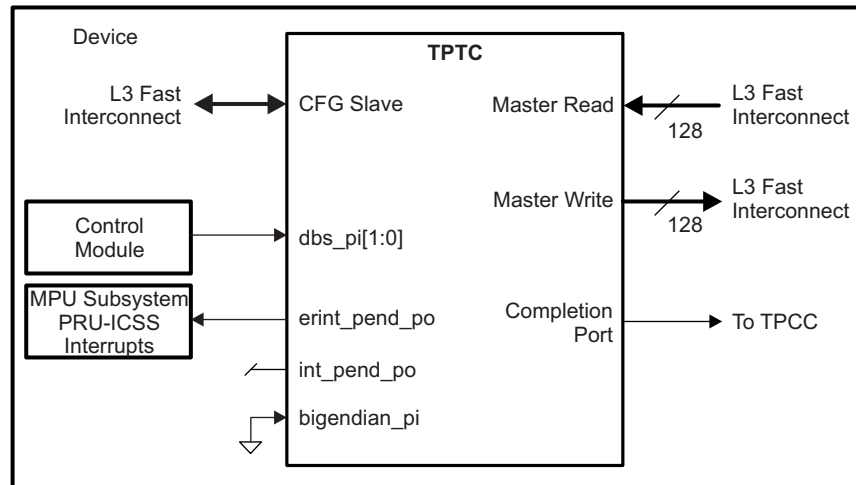 Device
TPTC
L3 Fast
Interconnect
CFG Slave
Master Read
128
L3 Fast
Interconnect
Master Write
128
L3 Fast
Interconnect
Control
Module
dbs_pi[1:0]
MPU Subsystem
PRU-ICSS
Interrupts
erint_pend_po
Completion
Port
To TPCC
int_pend_po
bigendian_pi